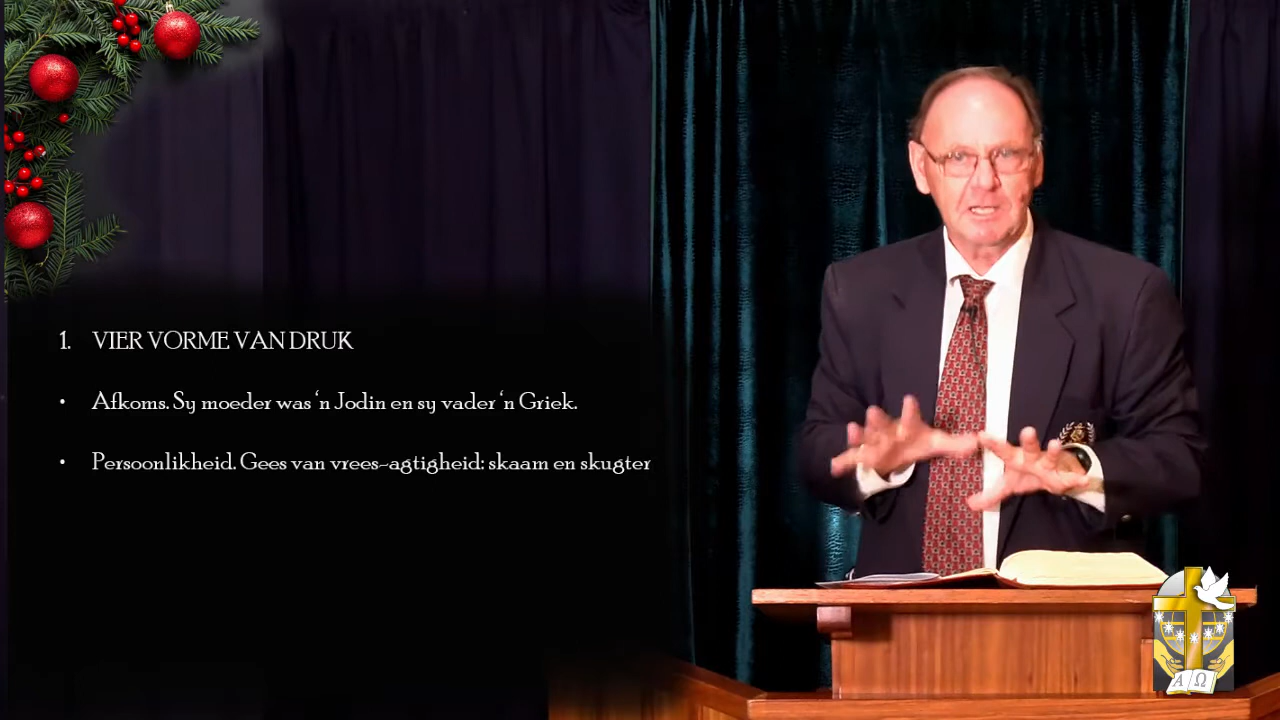 1. VIER VORME VAN DRUK
• Afkoms. Sy moeder was ‘n Jodin en sy vader ‘n Griek.
• Persoonlikheid. Gees van vrees-agtigheid: skaam en skugter
A Ω